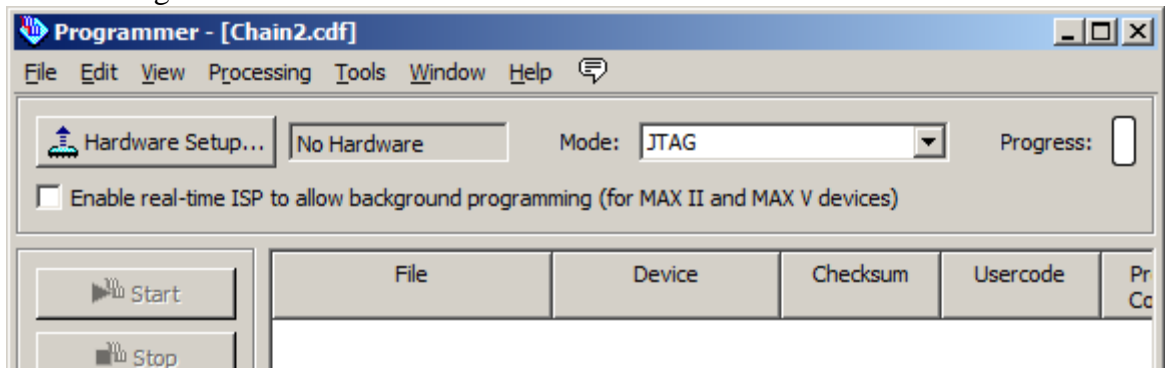 Programmer - [Chain2.cdf]
File Edit View Processing Tools Window Help
Hardware Setup... No Hardware Mode: JTAG Progress:
Enable real-time ISP to allow background programming (for MAX II and MAX V devices)
Start
File Device Checksum Usercode
Stop